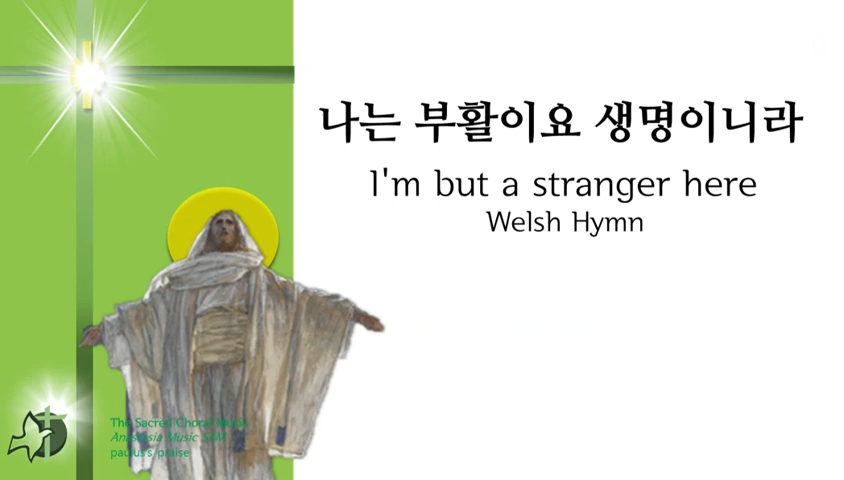 나는 부활이요 생명이니라
I'm but a stranger here
Welsh Hymn
The Sacred Choral Music
Anastasia Music SAM
paulus's praise